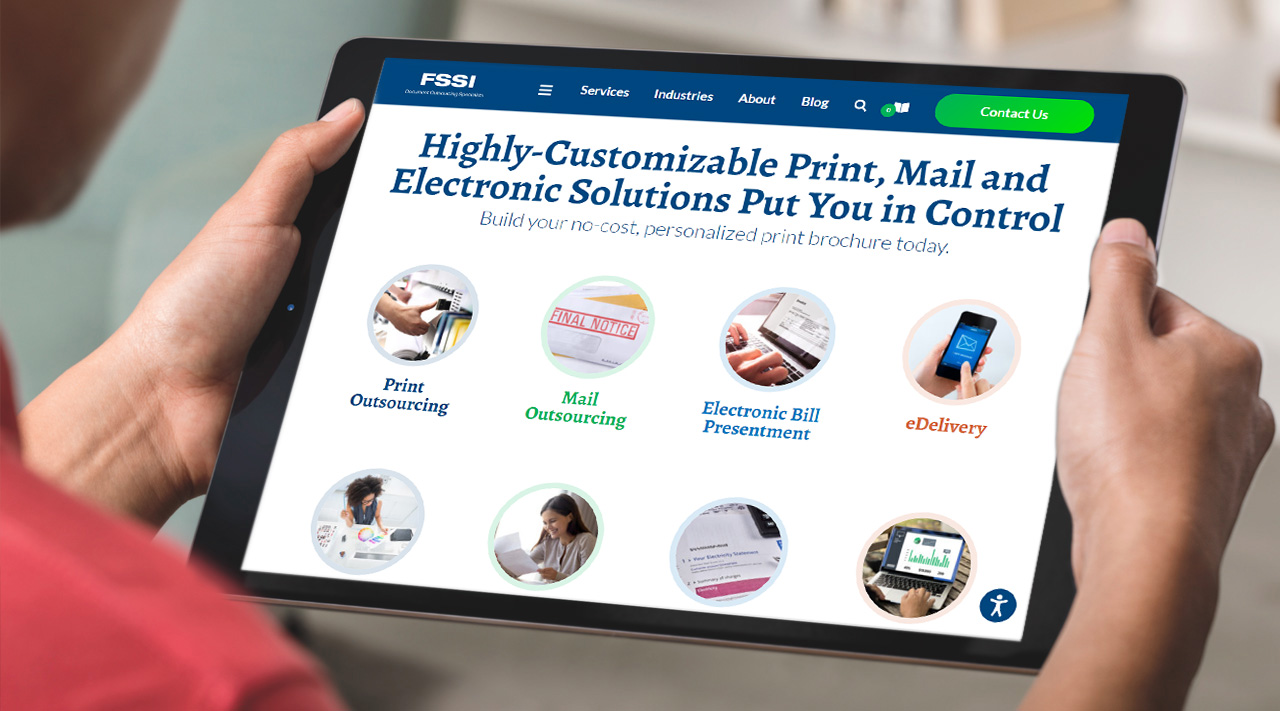 FSSI
Document Outsourcing Specialists
Services
Industries
About
Blog
0
Contact Us
Highly-Customizable Print, Mail and
Electronic Solutions Put You in Control
Build your no-cost, personalized print brochure today.
FINAL NOTICE
Print
Outsourcing
Mail
Outsourcing
Electronic Bill
Presentment
eDelivery
Your Electricity Statement
Summary of charges